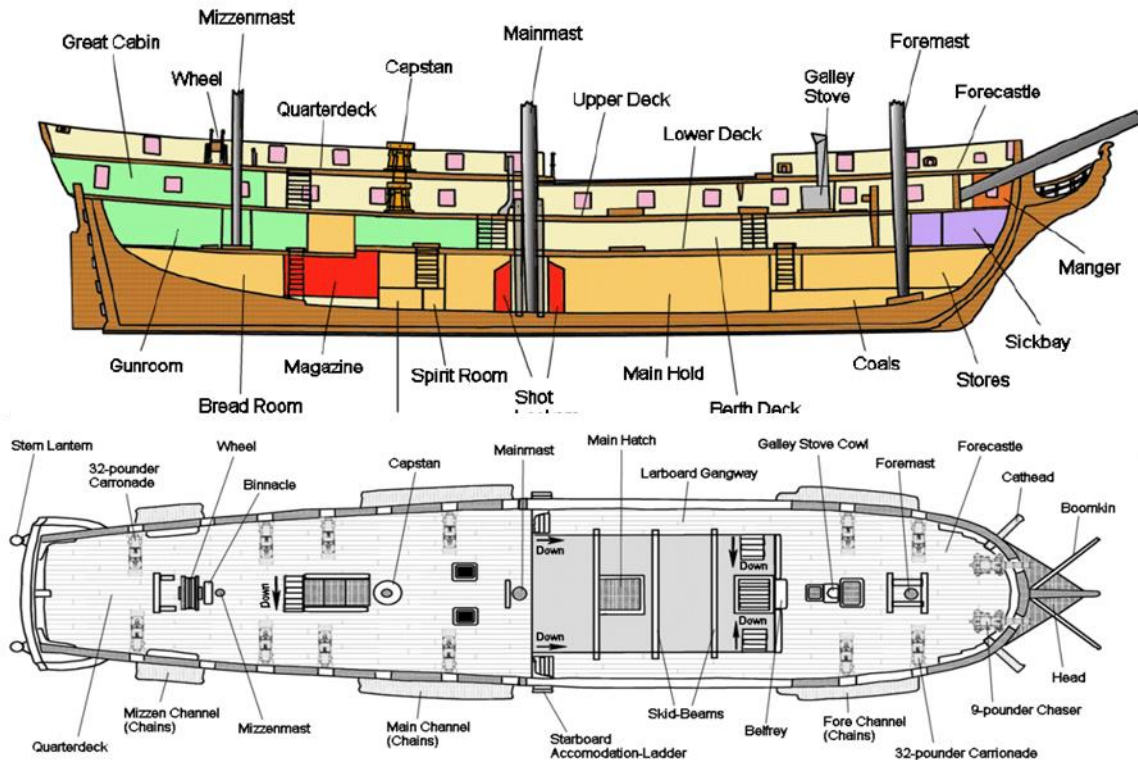 Mizzenmast
Great Cabin
Wheel
Quarterdeck
Capstan
Mainmast
Upper Deck
Lower Deck
Galley
Stove
Foremast
Forecastle
Gunroom
Bread Room
Magazine
Spirit Room
Shot
Main Hold
Berth Deck
Coals
Stores
Sickbay
Manger
Stern Lantern
32-pounder
Carronade
Wheel
Binnacle
Capstan
Mainmast
Main Hatch
Larboard Gangway
Galley Stove Cowl
Foremast
Forecastle
Cathead
Boomkin
Down
Down
Down
Down
Down
Quarterdeck
Mizzen Channel
(Chains)
Mizzenmast
Main Channel
(Chains)
Starboard
Accomodation-Ladder
Skid-Beams
Belfrey
Fore Channel
(Chains)
32-pounder Carrionade
9-pounder Chaser
Head